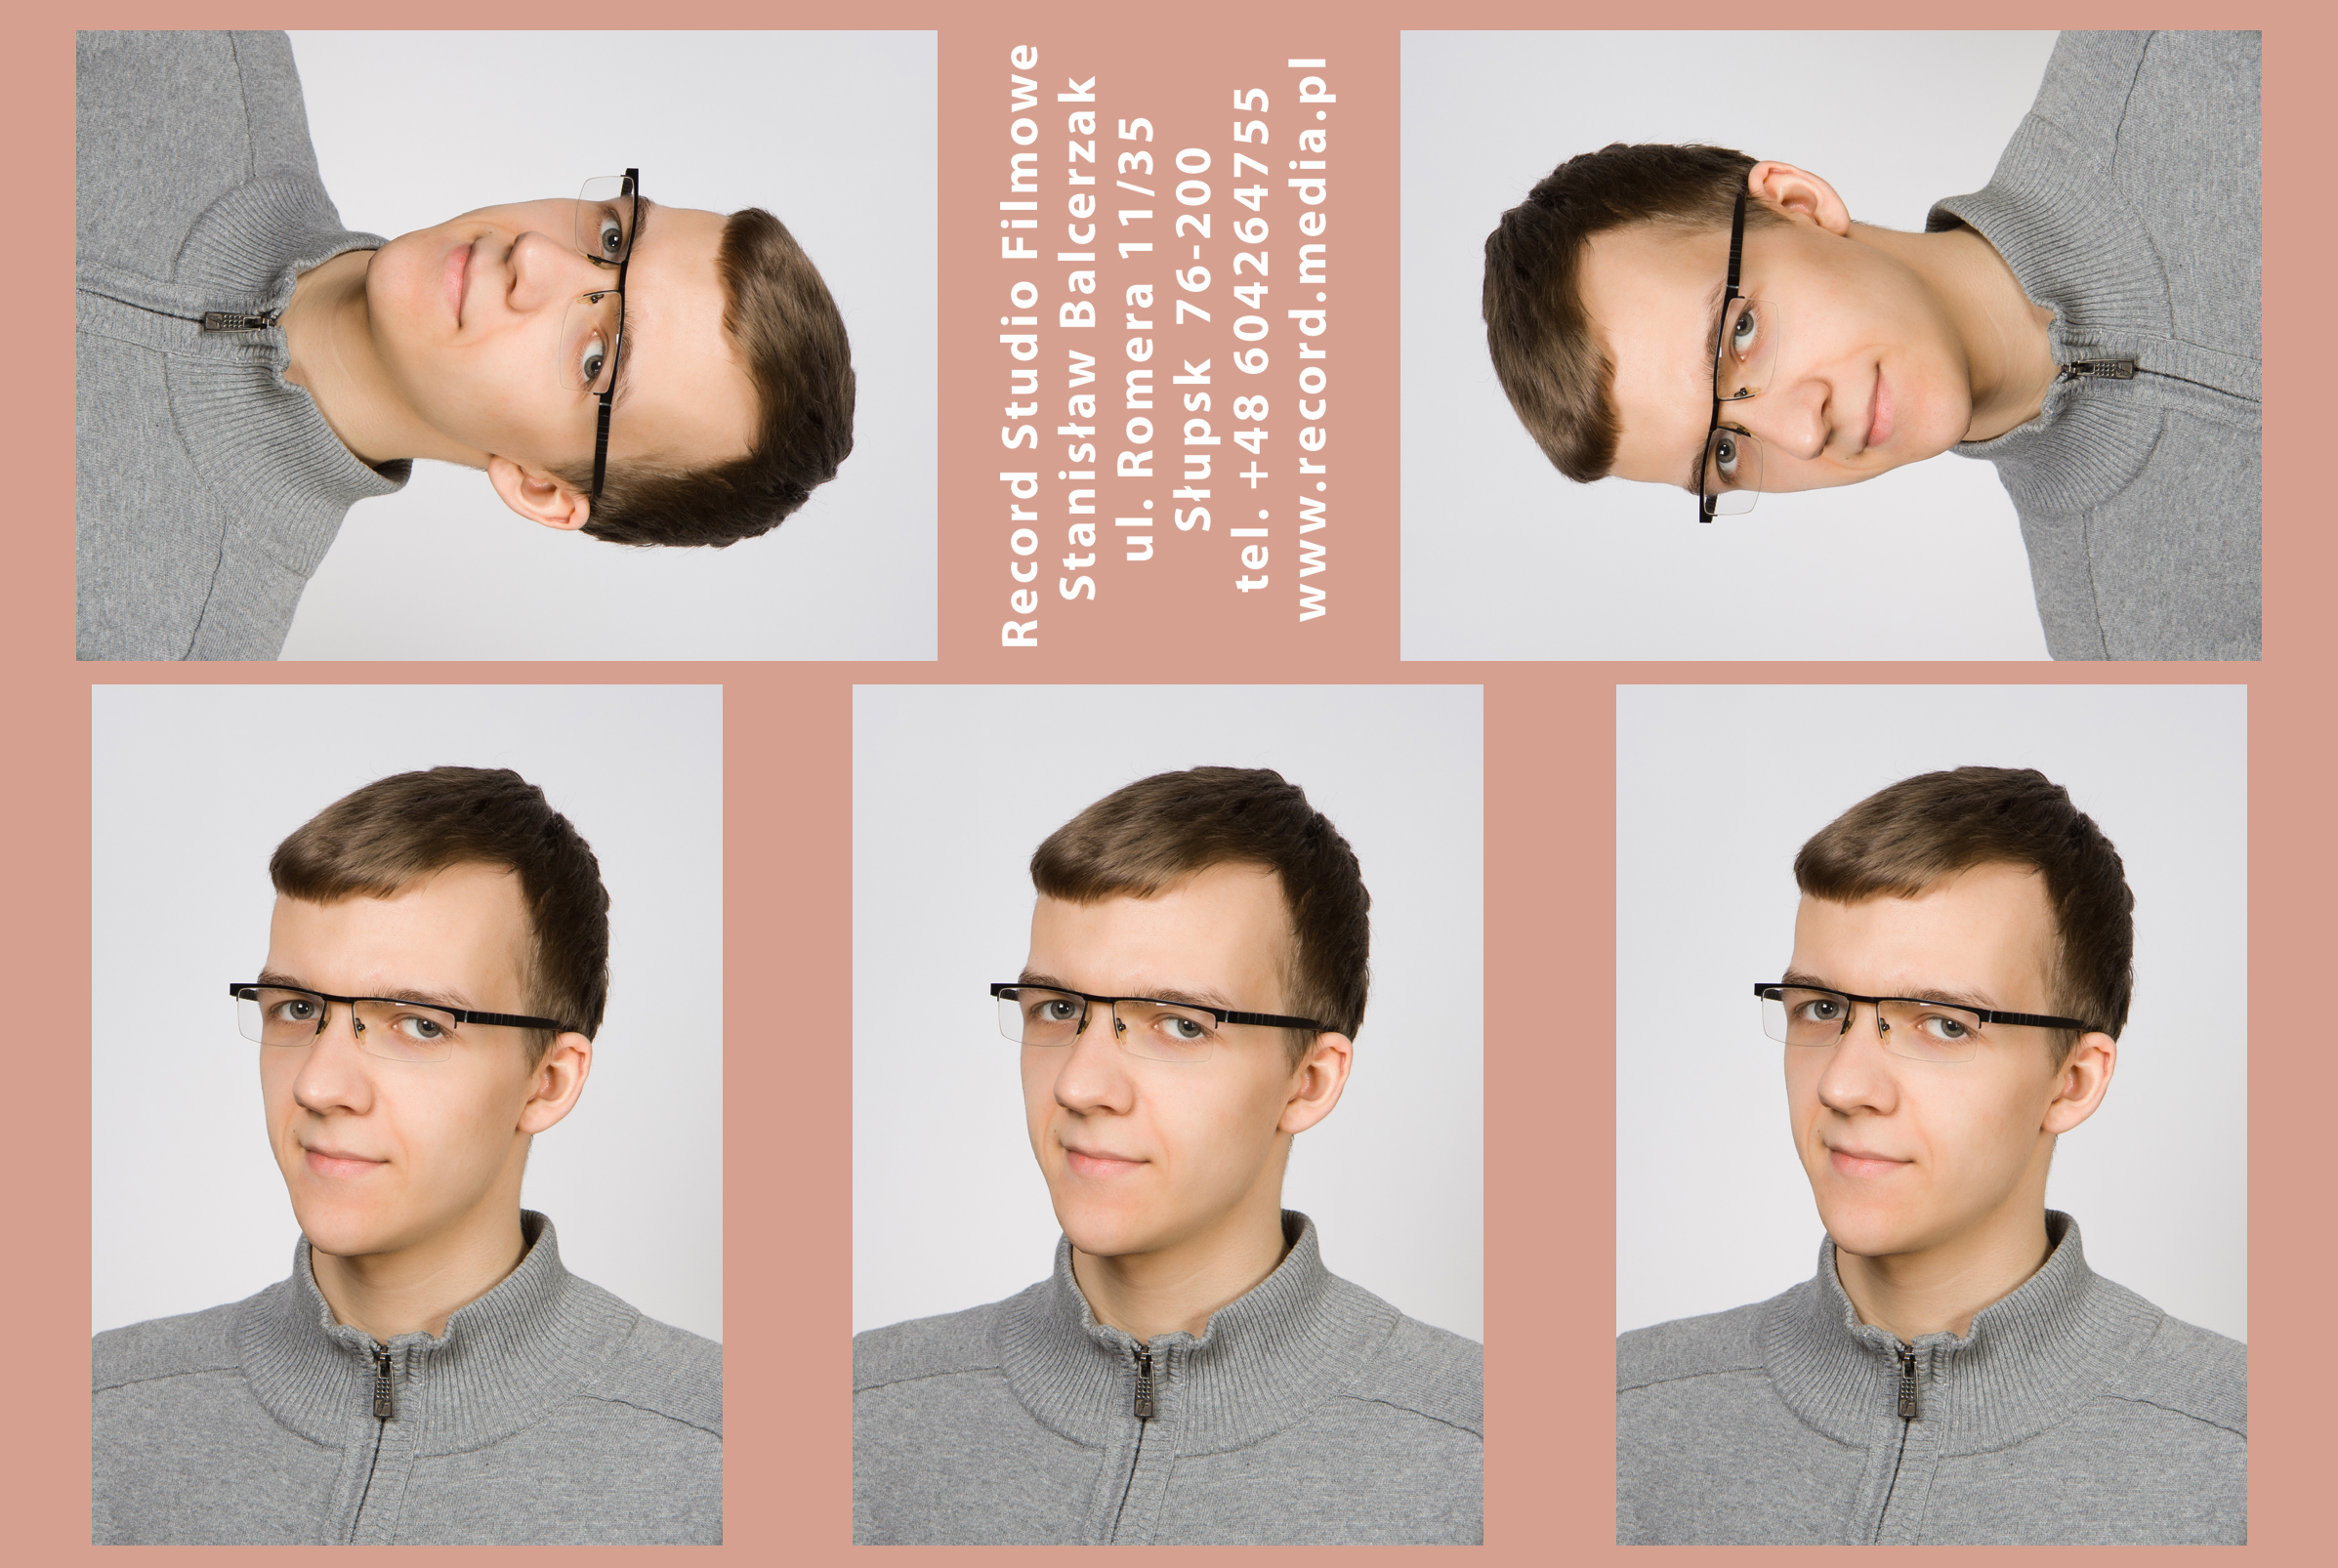 Record Studio Filmowe
Stanisław Balcerzak
ul. Romera 11/35
Słupsk 76-200
tel. +48 604264755
www.record.media.pl